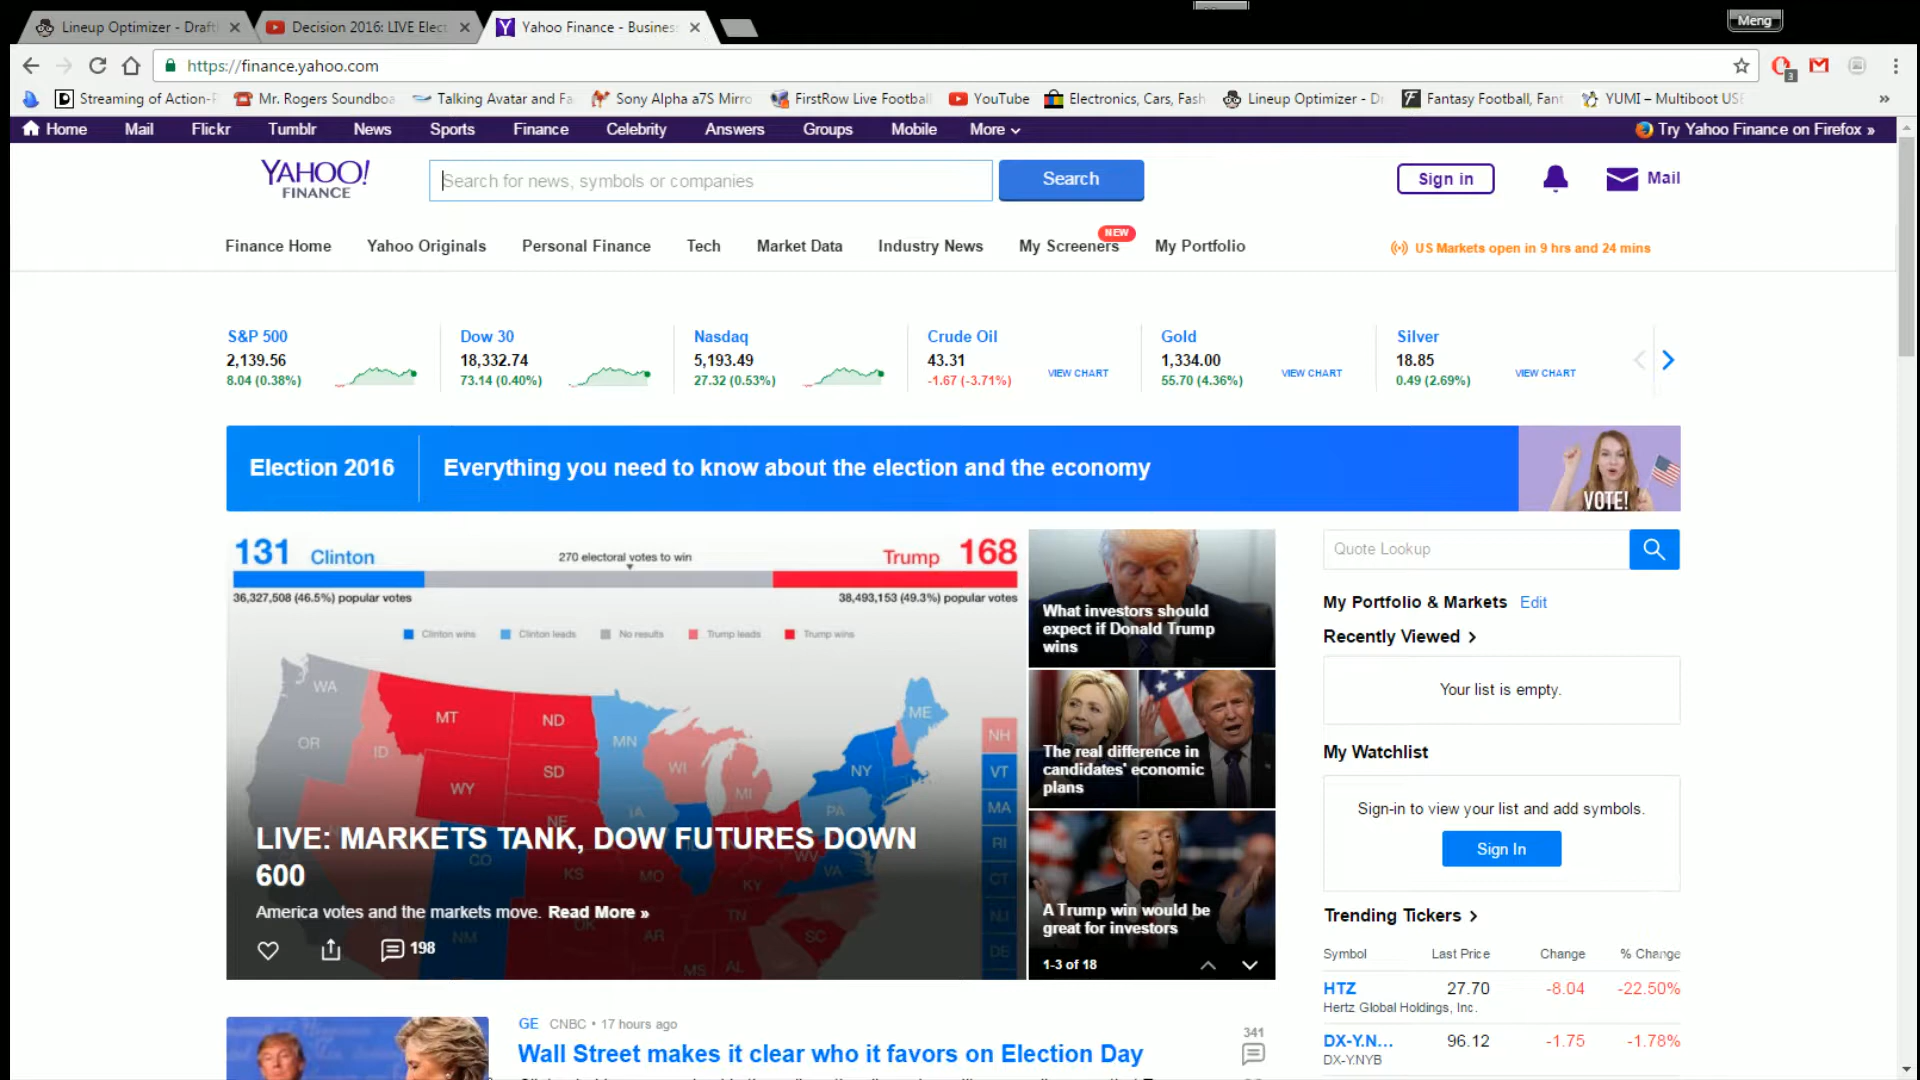 Meng
Lineup Optimizer - Draft
Decision 2016: LIVE Elect
Yahoo Finance - Busines
https://finance.yahoo.com
3
Streaming of Action-P
Mr. Rogers Soundboa
Talking Avatar and Fa
Sony Alpha a7S Mirro
FirstRow Live Football
YouTube
Electronics, Cars, Fash
Lineup Optimizer - Dr
Fantasy Football, Fant
YUMI – Multiboot USB
»
Home Mail Flickr Tumblr News Sports Finance Celebrity Answers Groups Mobile More
Try Yahoo Finance on Firefox »
YAHOO!
FINANCE
Search for news, symbols or companies
Search
Sign in
Mail
Finance Home Yahoo Originals Personal Finance Tech Market Data Industry News My Screeners NEW My Portfolio
US Markets open in 9 hrs and 24 mins
S&P 500
2,139.56
8.04 (0.38%)
Dow 30
18,332.74
73.14 (0.40%)
Nasdaq
5,193.49
27.32 (0.53%)
Crude Oil
43.31
-1.67 (-3.71%)
VIEW CHART
Gold
1,334.00
55.70 (4.36%)
VIEW CHART
Silver
18.85
0.49 (2.69%)
VIEW CHART
Election 2016
Everything you need to know about the election and the economy
VOTE!
131 Clinton
270 electoral votes to win
Trump 168
36,327,508 (46.5%) popular votes
38,493,153 (49.3%) popular votes
Clinton wins Clinton leads No results Trump leads Trump wins
WA
OR
ID
MT
ND
MN
SD
WY
WI
MI
NY
ME
NH
VT
MA
RI
CT
NJ
DE
IA
NE
PA
CO
KS
MO
KY
WV
VA
NM
OK
AR
TN
SC
MS
AL
LIVE: MARKETS TANK, DOW FUTURES DOWN
600
America votes and the markets move. Read More »
198
What investors should
expect if Donald Trump
wins
The real difference in
candidates' economic
plans
A Trump win would be
great for investors
1-3 of 18
Quote Lookup
My Portfolio & Markets Edit
Recently Viewed
Your list is empty.
My Watchlist
Sign-in to view your list and add symbols.
Sign In
Trending Tickers
Symbol Last Price Change % Change
HTZ 27.70 -8.04 -22.50%
Hertz Global Holdings, Inc.
DX-Y.N... 96.12 -1.75 -1.78%
DX-Y.NYB
GE CNBC • 17 hours ago
Wall Street makes it clear who it favors on Election Day
341